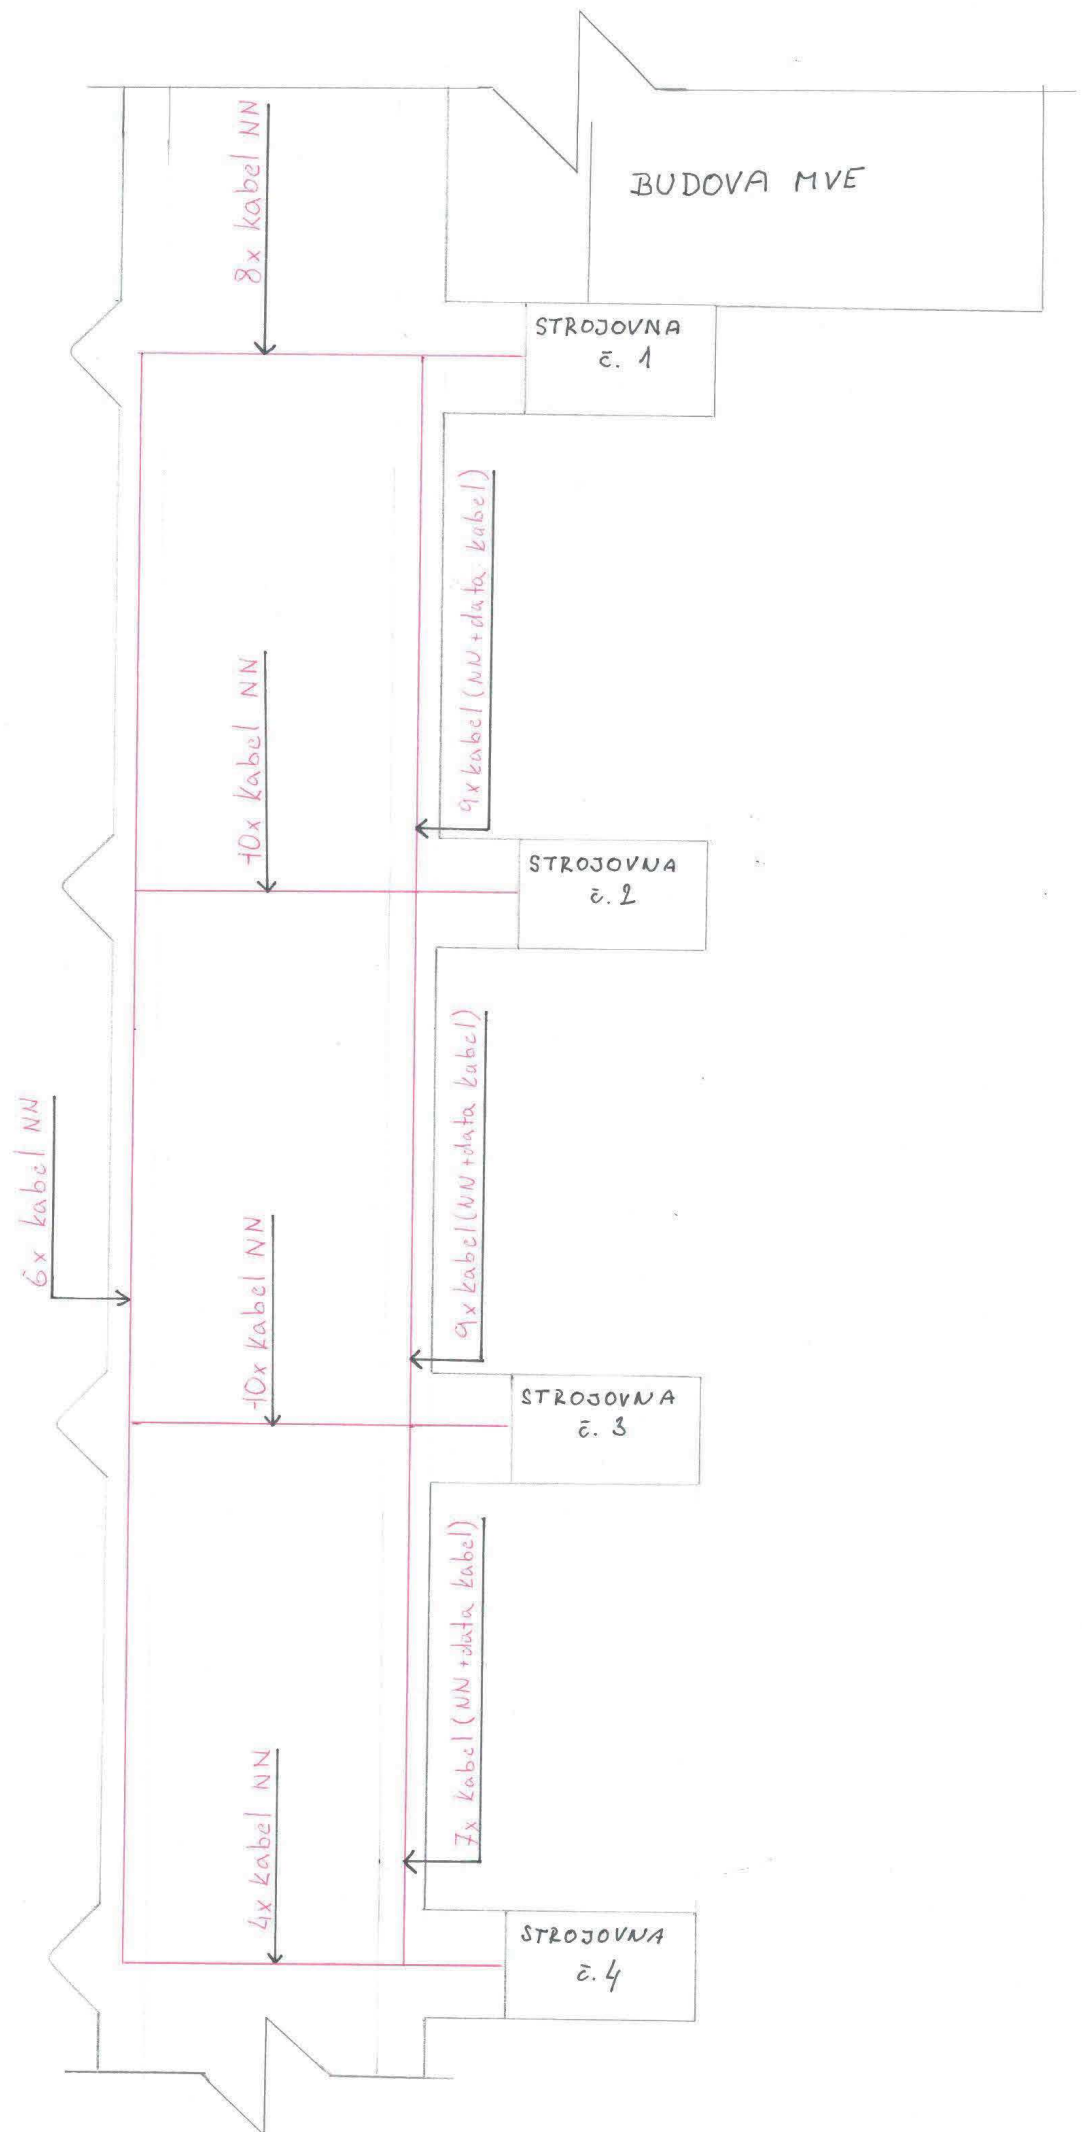 BUDOVA MVE
8x kabel NN
STROJOVNA
č. 1
9x kabel (NN+data kabel)
10x kabel NN
STROJOVNA
č. 2
9x kabel (NN+data kabel)
6x kabel NN
10x kabel NN
STROJOVNA
č. 3
7x kabel (NN+data kabel)
4x kabel NN
STROJOVNA
č. 4